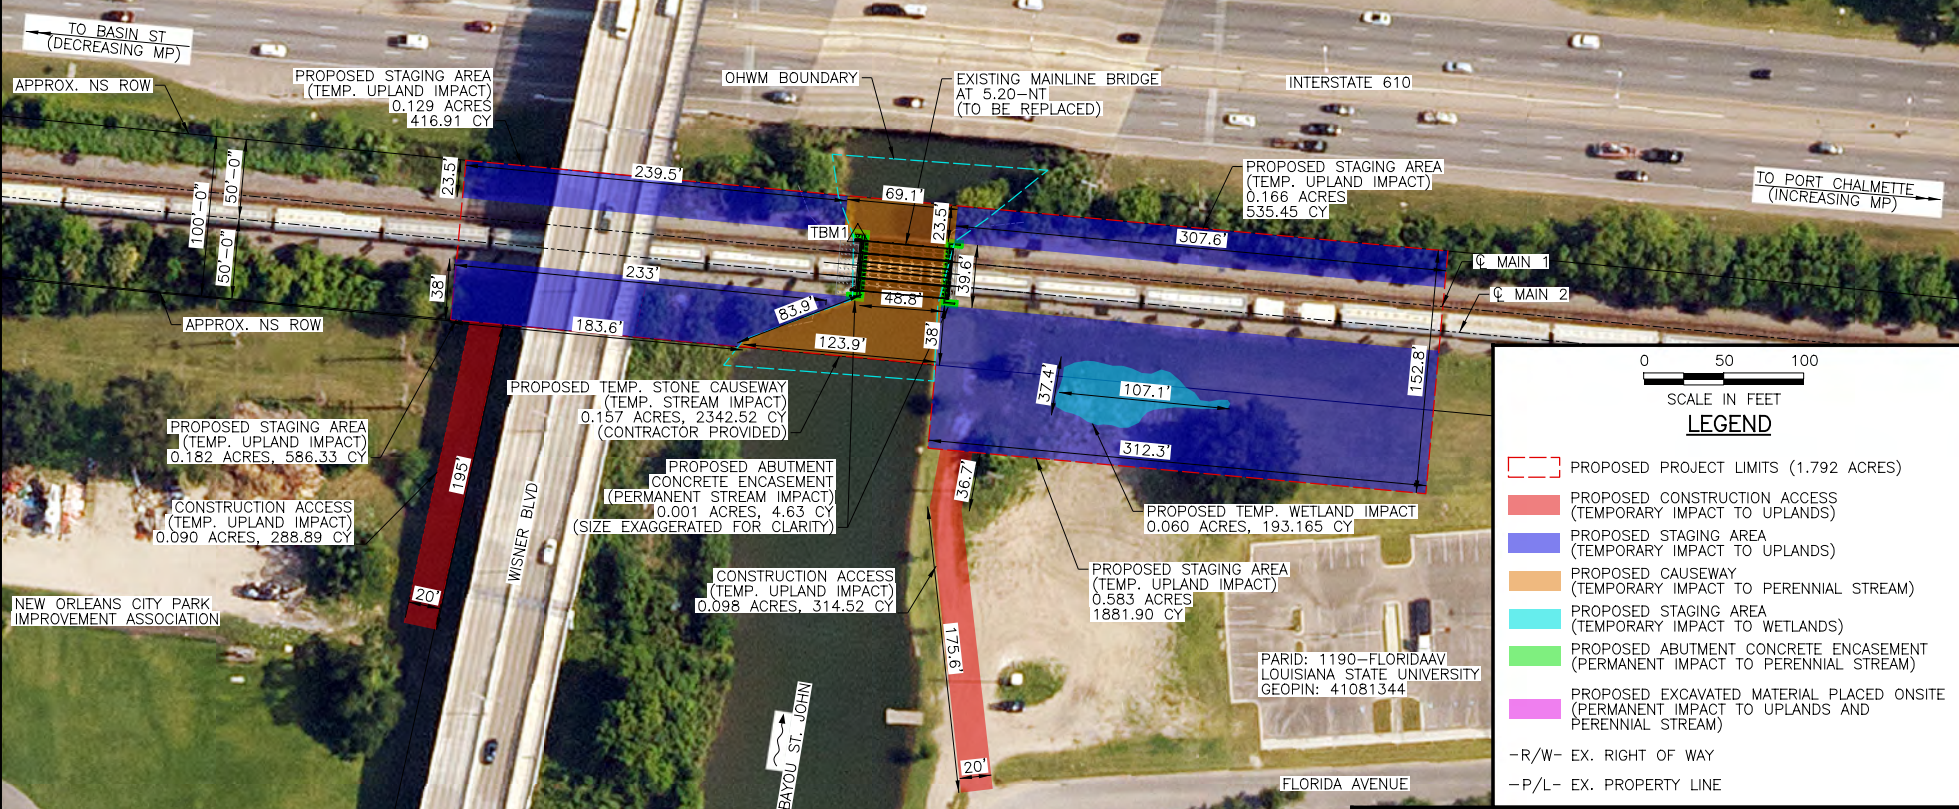 TO BASIN ST
(DECREASING MP)
APPROX. NS ROW
PROPOSED STAGING AREA
(TEMP. UPLAND IMPACT)
0.129 ACRES
416.91 CY
OHWM BOUNDARY
EXISTING MAINLINE BRIDGE
AT 5.20-NT
(TO BE REPLACED)
INTERSTATE 610
PROPOSED STAGING AREA
(TEMP. UPLAND IMPACT)
0.166 ACRES
535.45 CY
TO PORT CHALMETTE
(INCREASING MP)
100'-0"
50'-0"
50'-0"
23.5'
239.5'
69.1'
23.5'
307.6'
TBM1
38'
233'
83.9'
48.8'
39.6'
38'
℄ MAIN 1
℄ MAIN 2
APPROX. NS ROW
183.6'
123.9'
152.8'
37.4'
107.1'
312.3'
36.7'
PROPOSED TEMP. STONE CAUSEWAY
(TEMP. STREAM IMPACT)
0.157 ACRES, 2342.52 CY
(CONTRACTOR PROVIDED)
PROPOSED STAGING AREA
(TEMP. UPLAND IMPACT)
0.182 ACRES, 586.33 CY
PROPOSED ABUTMENT
CONCRETE ENCASEMENT
(PERMANENT STREAM IMPACT)
0.001 ACRES, 4.63 CY
(SIZE EXAGGERATED FOR CLARITY)
CONSTRUCTION ACCESS
(TEMP. UPLAND IMPACT)
0.090 ACRES, 288.89 CY
195'
20'
WISNER BLVD
PROPOSED TEMP. WETLAND IMPACT
0.060 ACRES, 193.165 CY
CONSTRUCTION ACCESS
(TEMP. UPLAND IMPACT)
0.098 ACRES, 314.52 CY
PROPOSED STAGING AREA
(TEMP. UPLAND IMPACT)
0.583 ACRES
1881.90 CY
NEW ORLEANS CITY PARK
IMPROVEMENT ASSOCIATION
175.6'
20'
BAYOU ST. JOHN
PARID: 1190-FLORIDAAV
LOUISIANA STATE UNIVERSITY
GEOPIN: 41081344
FLORIDA AVENUE
0 50 100
SCALE IN FEET
LEGEND
PROPOSED PROJECT LIMITS (1.792 ACRES)
PROPOSED CONSTRUCTION ACCESS
(TEMPORARY IMPACT TO UPLANDS)
PROPOSED STAGING AREA
(TEMPORARY IMPACT TO UPLANDS)
PROPOSED CAUSEWAY
(TEMPORARY IMPACT TO PERENNIAL STREAM)
PROPOSED STAGING AREA
(TEMPORARY IMPACT TO WETLANDS)
PROPOSED ABUTMENT CONCRETE ENCASEMENT
(PERMANENT IMPACT TO PERENNIAL STREAM)
PROPOSED EXCAVATED MATERIAL PLACED ONSITE
(PERMANENT IMPACT TO UPLANDS AND
PERENNIAL STREAM)
-R/W- EX. RIGHT OF WAY
-P/L- EX. PROPERTY LINE